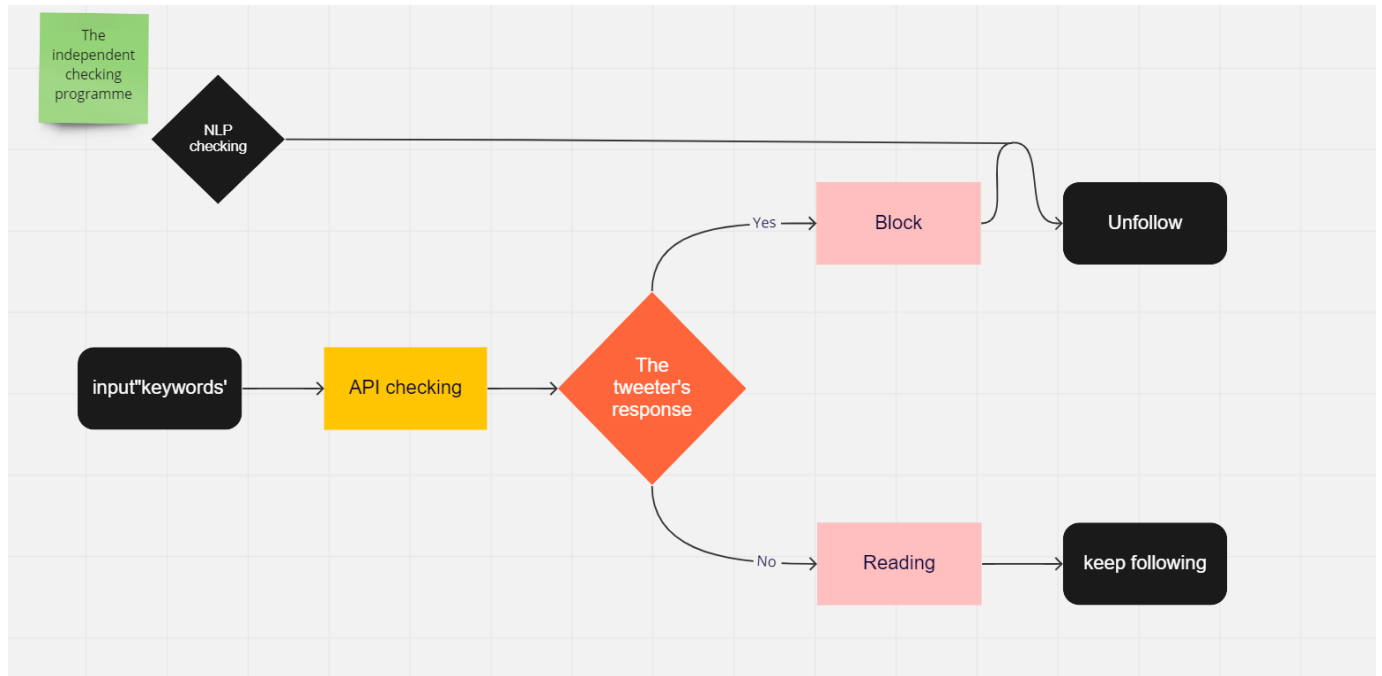 The
independent
checking
programme
NLP
checking
Yes
Block
Unfollow
input"keywords'
API checking
The
tweeter's
response
No
Reading
keep following